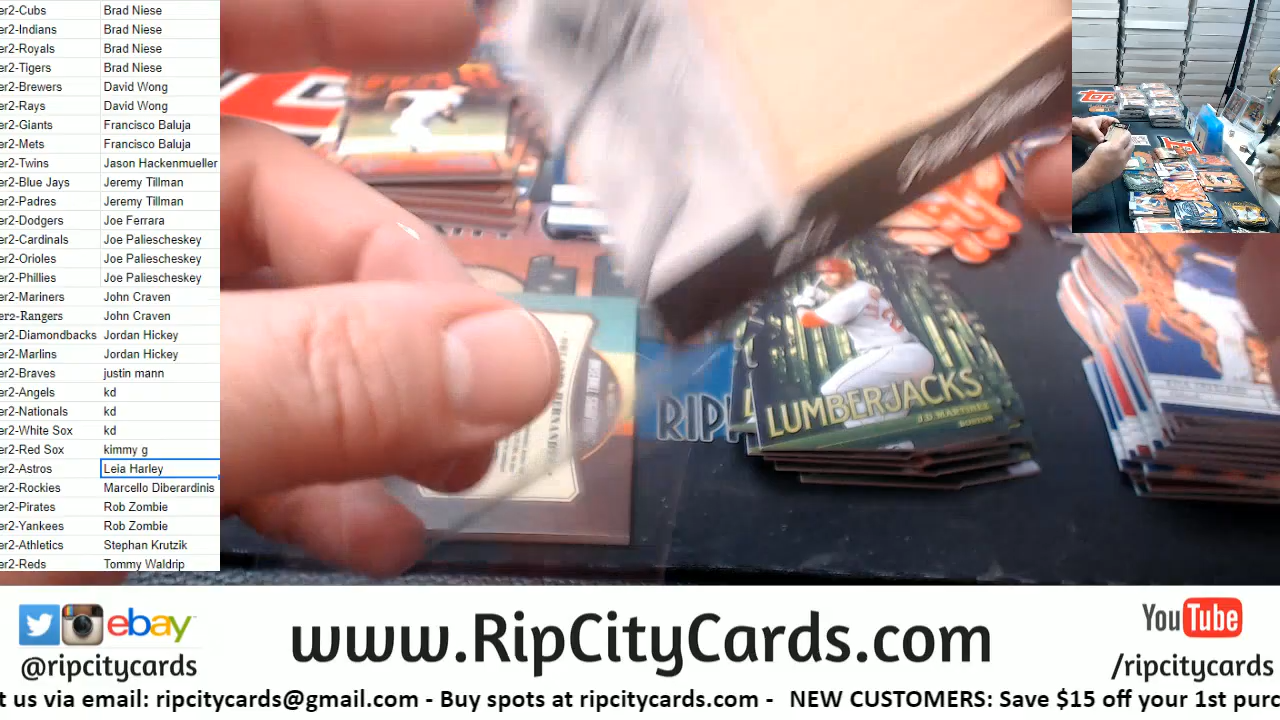 er2-Cubs Brad Niese
er2-Indians Brad Niese
er2-Royals Brad Niese
er2-Tigers Brad Niese
er2-Brewers David Wong
er2-Rays David Wong
er2-Giants Francisco Baluja
er2-Mets Francisco Baluja
er2-Twins Jason Hackenmueller
er2-Blue Jays Jeremy Tillman
er2-Padres Jeremy Tillman
er2-Dodgers Joe Ferrara
er2-Cardinals Joe Paliescheskey
er2-Orioles Joe Paliescheskey
er2-Phillies Joe Paliescheskey
er2-Mariners John Craven
er2-Rangers John Craven
er2-Diamondbacks Jordan Hickey
er2-Marlins Jordan Hickey
er2-Braves justin mann
er2-Angels kd
er2-Nationals kd
er2-White Sox kd
er2-Red Sox kimmy g
er2-Astros Leia Harley
er2-Rockies Marcello Diberardinis
er2-Pirates Rob Zombie
er2-Yankees Rob Zombie
er2-Athletics Stephan Krutzik
er2-Reds Tommy Waldrip
RIP
LUMBERJACKS
J.D. MARTINEZ
BOSTON
ebay
@ripcitycards
www.RipCityCards.com
YouTube
/ripcitycards
t us via email: ripcitycards@gmail.com - Buy spots at ripcitycards.com - NEW CUSTOMERS: Save $15 off your 1st purc